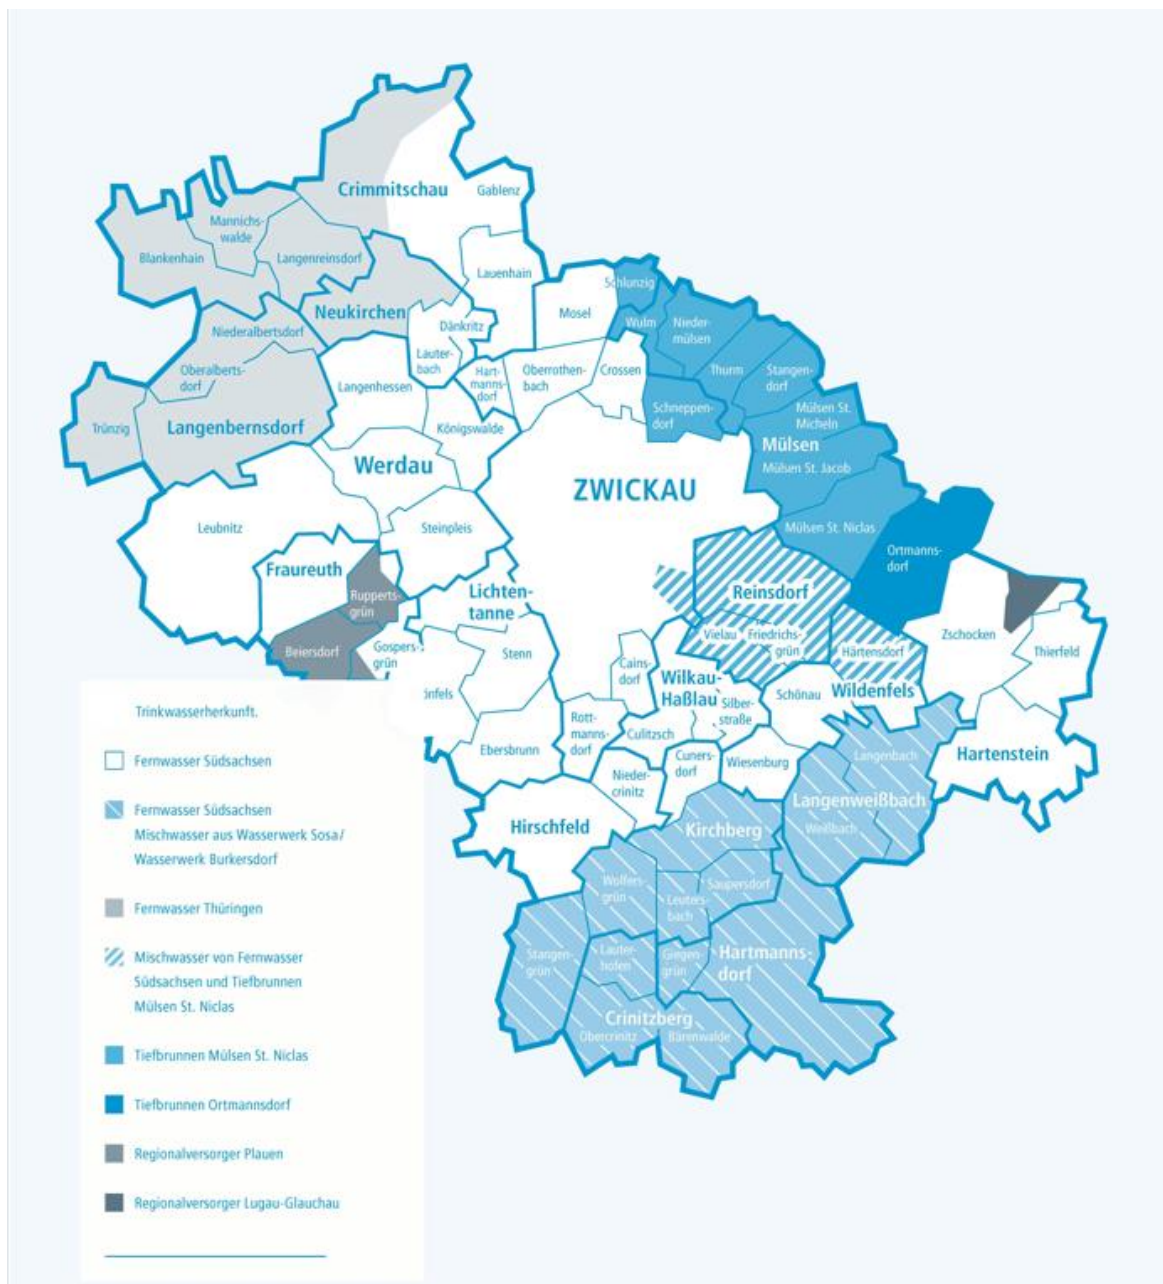 Crimmitschau
Gablenz
Mannichs-
walde
Blankenhain
Langenreinsdorf
Lauenhain
Schlunzig
Neukirchen
Mosel
Wulm
Nieder-
mülsen
Niederalbertsdorf
Dänkritz
Lauter-
bach
Oberalberts-
dorf
Langenhessen
Hart-
manns-
dorf
Oberrothen-
bach
Crossen
Thurm
Stangen-
dorf
Trünzig
Langenbernsdorf
Königswalde
Schneppen-
dorf
Mülsen St.
Micheln
Mülsen
Werdau
Mülsen St. Jacob
ZWICKAU
Leubnitz
Steinpleis
Mülsen St. Niclas
Ortmanns-
dorf
Fraureuth
Rupperts-
grün
Lichten-
tanne
Reinsdorf
Beiersdorf
Gospers-
grün
Stenn
Vielau
Friedrichs-
grün
Härtensdorf
Zschocken
Thierfeld
Cains-
dorf
Wilkau-
Haßlau
Silber-
straße
Schönau
Wildenfels
önfels
Ebersbrunn
Rott-
manns-
dorf
Culitzsch
Cuners-
dorf
Wiesenburg
Langenbach
Hartenstein
Nieder-
crinitz
Langenweißbach
Weißbach
Hirschfeld
Kirchberg
Wolfers-
grün
Saupersdorf
Leuters-
bach
Stangen-
grün
Lauter-
hofen
Giegen-
grün
Hartmanns-
dorf
Crinitzberg
Obercrinitz
Bärenwalde
Trinkwasserherkunft.
Fernwasser Südsachsen
Fernwasser Südsachsen
Mischwasser aus Wasserwerk Sosa/
Wasserwerk Burkersdorf
Fernwasser Thüringen
Mischwasser von Fernwasser
Südsachsen und Tiefbrunnen
Mülsen St. Niclas
Tiefbrunnen Mülsen St. Niclas
Tiefbrunnen Ortmannsdorf
Regionalversorger Plauen
Regionalversorger Lugau-Glauchau